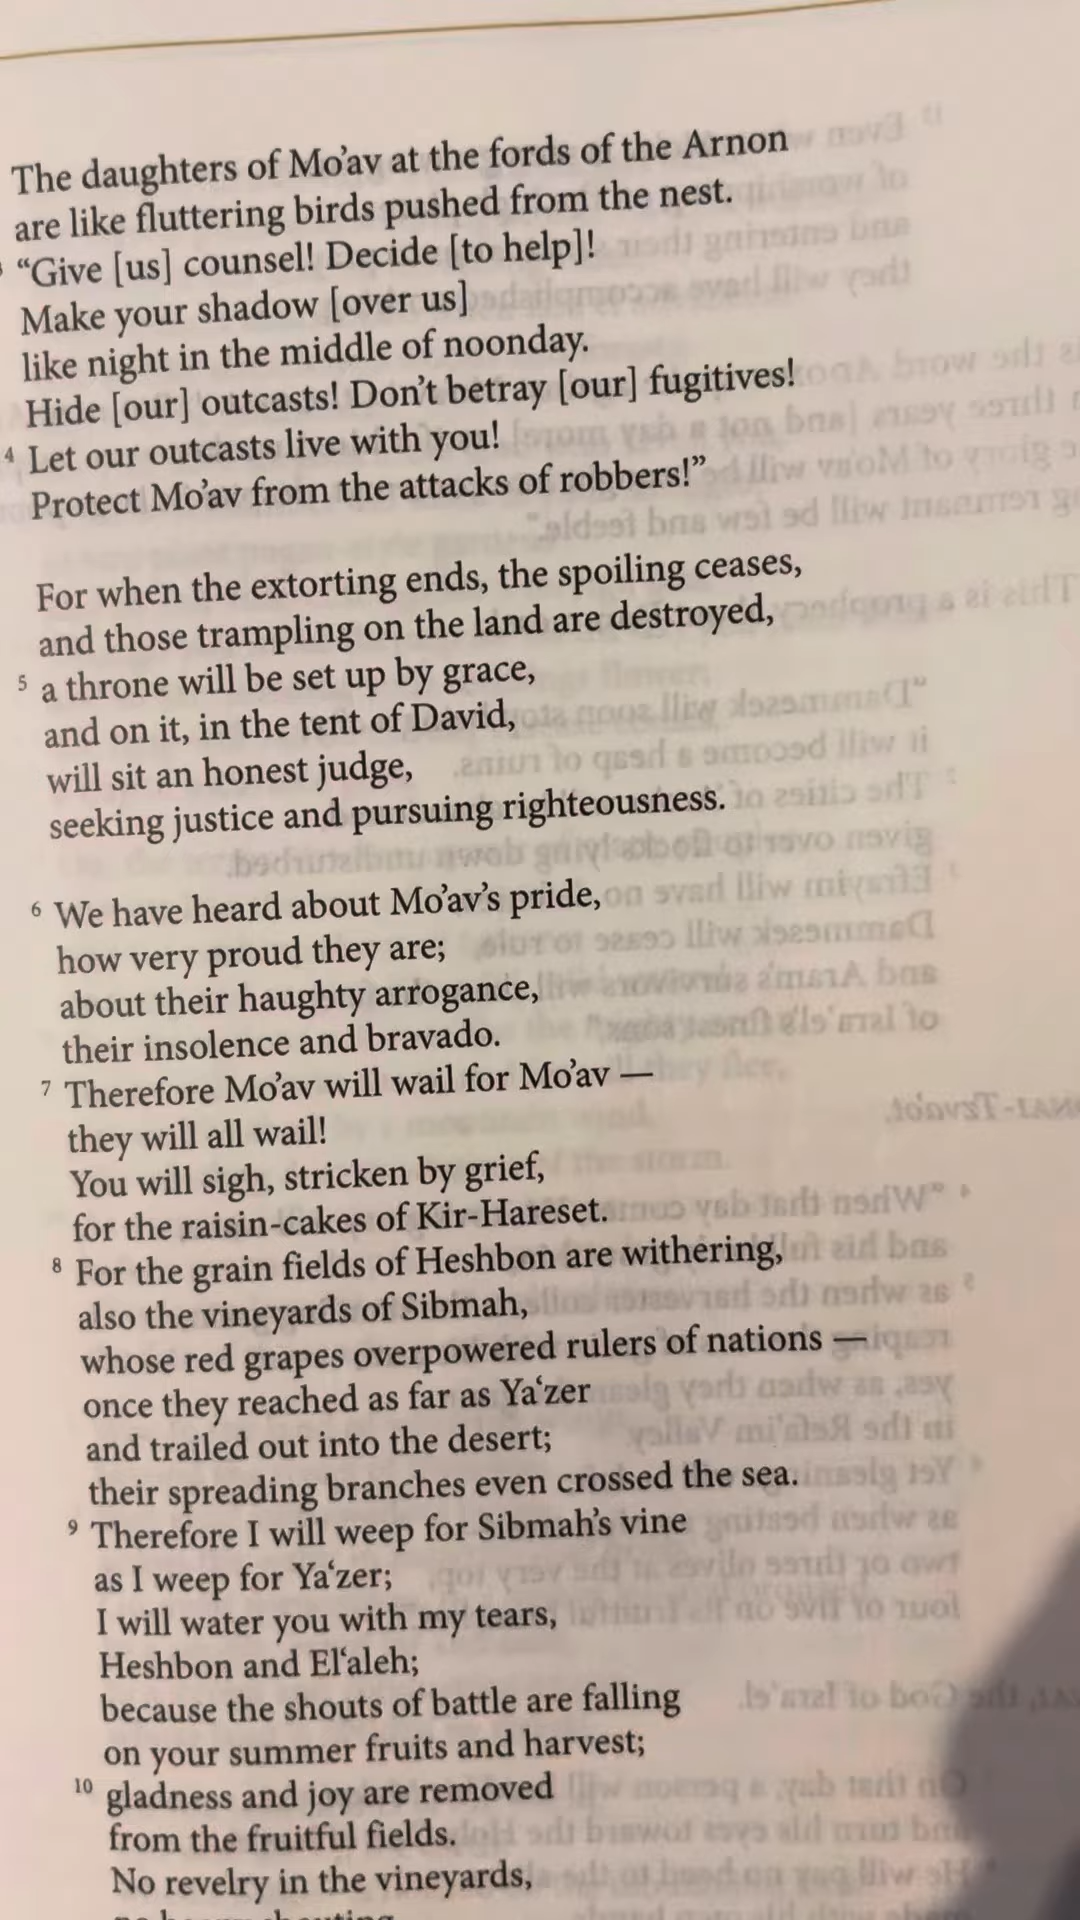 The daughters of Mo’av at the fords of the Arnon
are like fluttering birds pushed from the nest.
“Give [us] counsel! Decide [to help]!
Make your shadow [over us]
like night in the middle of noonday.
Hide [our] outcasts! Don’t betray [our] fugitives!
4 Let our outcasts live with you!
Protect Mo’av from the attacks of robbers!”
For when the extorting ends, the spoiling ceases,
and those trampling on the land are destroyed,
5 a throne will be set up by grace,
and on it, in the tent of David,
will sit an honest judge,
seeking justice and pursuing righteousness.
6 We have heard about Mo’av’s pride,
how very proud they are;
about their haughty arrogance,
their insolence and bravado.
7 Therefore Mo’av will wail for Mo’av —
they will all wail!
You will sigh, stricken by grief,
for the raisin-cakes of Kir-Hareset.
8 For the grain fields of Heshbon are withering,
also the vineyards of Sibmah,
whose red grapes overpowered rulers of nations —
once they reached as far as Ya‘zer
and trailed out into the desert;
their spreading branches even crossed the sea.
9 Therefore I will weep for Sibmah’s vine
as I weep for Ya‘zer;
I will water you with my tears,
Heshbon and El‘aleh;
because the shouts of battle are falling
on your summer fruits and harvest;
10 gladness and joy are removed
from the fruitful fields.
No revelry in the vineyards,